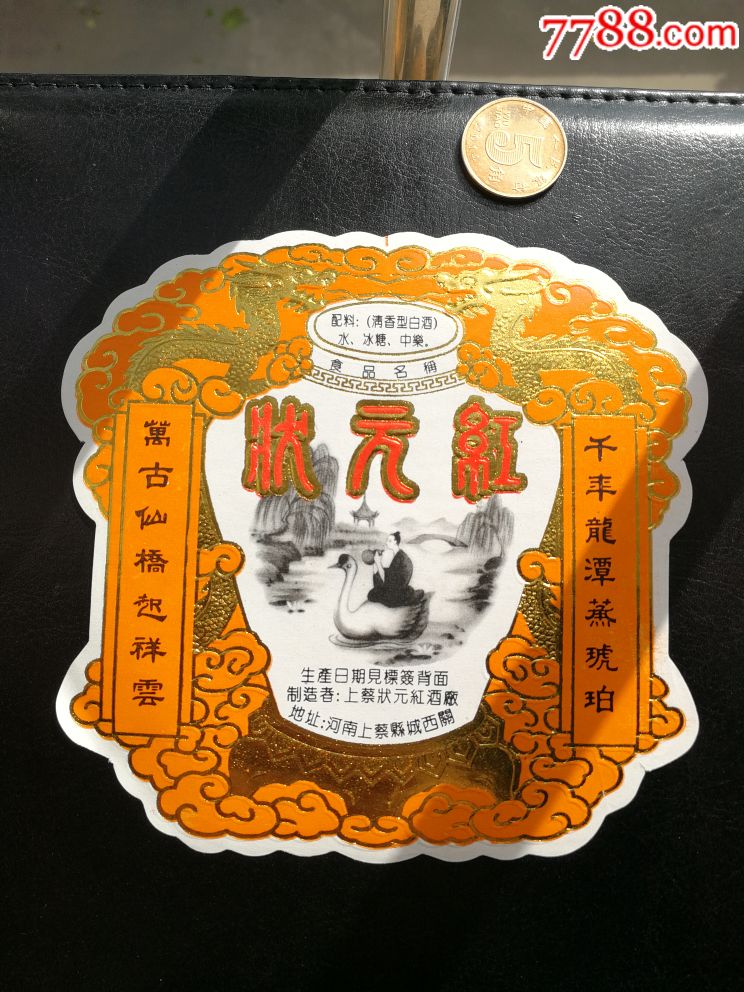 7788.com
5角
配料：(清香型白酒)
水、冰糖、中樂。
食品名稱
狀元紅
千年龍潭蒸琥珀
萬古仙橋起祥雲
生產日期見標簽背面
制造者：上蔡狀元紅酒廠
地址：河南上蔡縣城西關